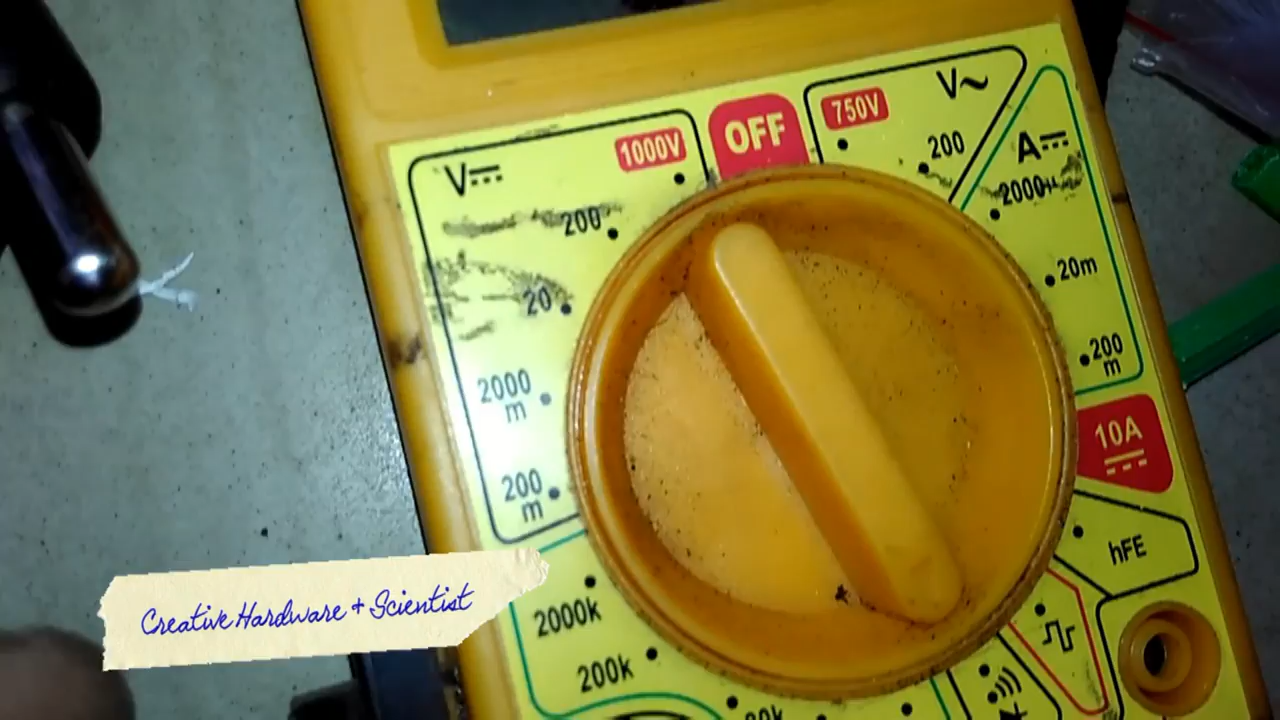 OFF
1000V
750V
V⎓
V~
200
200
A⎓
2000µ
20
20m
2000
m
200
m
200
m
10A
hFE
2000k
200k
Creative Hardware + Scientist